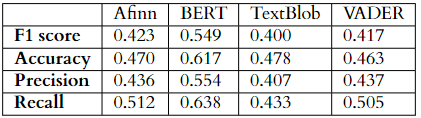 Afinn BERT TextBlob VADER
F1 score 0.423 0.549 0.400 0.417
Accuracy 0.470 0.617 0.478 0.463
Precision 0.436 0.554 0.407 0.437
Recall 0.512 0.638 0.433 0.505